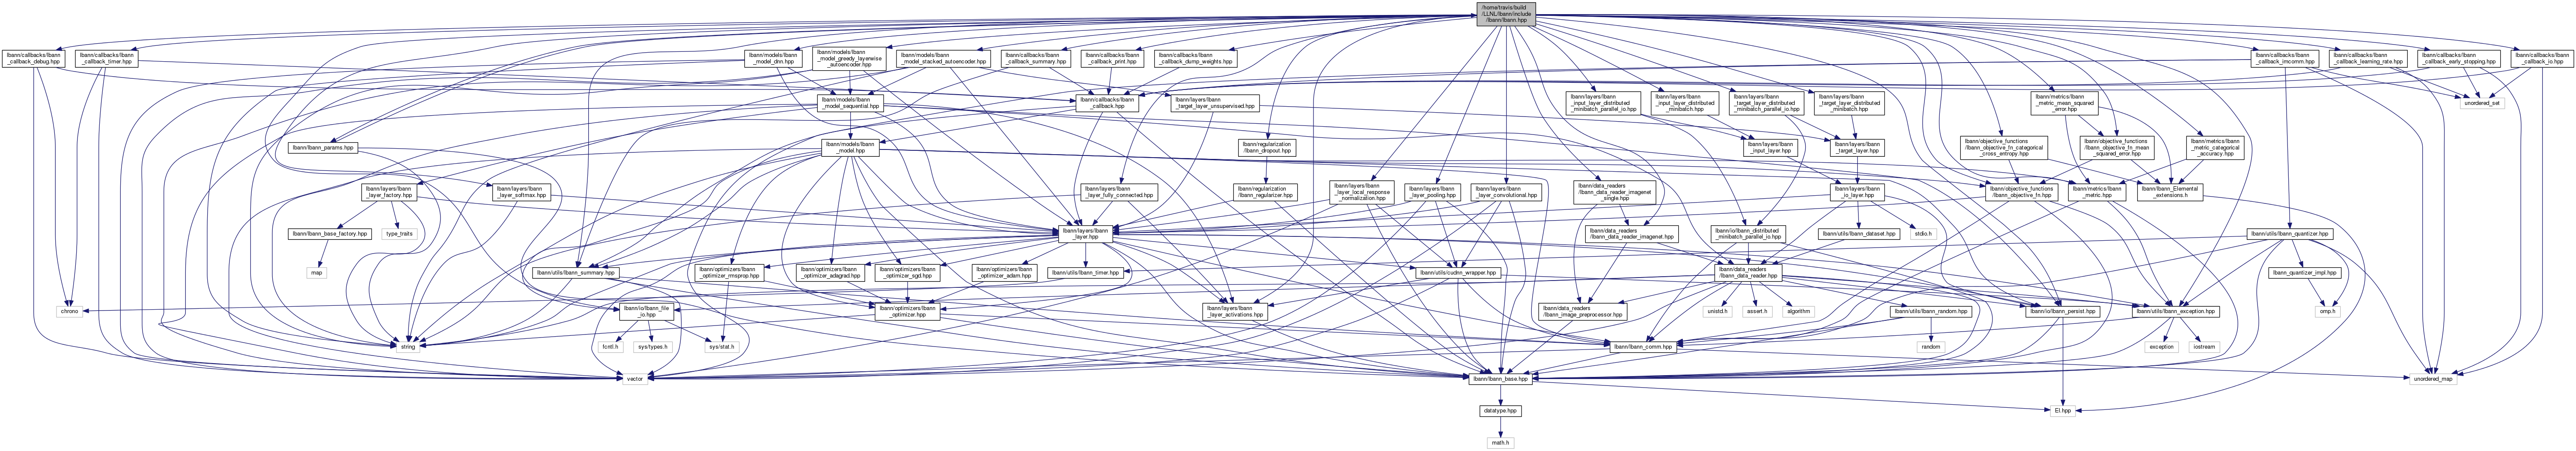 /home/travis/build
/LLNL/lbann/include
/lbann/lbann.hpp
lbann/callbacks/lbann
_callback_debug.hpp
lbann/callbacks/lbann
_callback_timer.hpp
lbann/models/lbann
_model_dnn.hpp
lbann/models/lbann
_model_greedy_layerwise
_autoencoder.hpp
lbann/models/lbann
_model_stacked_autoencoder.hpp
lbann/callbacks/lbann
_callback_summary.hpp
lbann/callbacks/lbann
_callback_print.hpp
lbann/callbacks/lbann
_callback_dump_weights.hpp
lbann/callbacks/lbann
_callback_imcomm.hpp
lbann/callbacks/lbann
_callback_learning_rate.hpp
lbann/callbacks/lbann
_callback_early_stopping.hpp
lbann/callbacks/lbann
_callback_io.hpp
lbann/models/lbann
_model_sequential.hpp
lbann/callbacks/lbann
_callback.hpp
lbann/layers/lbann
_target_layer_unsupervised.hpp
lbann/layers/lbann
_input_layer_distributed
_minibatch_parallel_io.hpp
lbann/layers/lbann
_input_layer_distributed
_minibatch.hpp
lbann/layers/lbann
_target_layer_distributed
_minibatch_parallel_io.hpp
lbann/layers/lbann
_target_layer_distributed
_minibatch.hpp
lbann/metrics/lbann
_metric_mean_squared
_error.hpp
unordered_set
lbann/lbann_params.hpp
lbann/models/lbann
_model.hpp
lbann/regularization
/lbann_dropout.hpp
lbann/layers/lbann
_input_layer.hpp
lbann/layers/lbann
_target_layer.hpp
lbann/objective_functions
/lbann_objective_fn_categorical
_cross_entropy.hpp
lbann/objective_functions
/lbann_objective_fn_mean
_squared_error.hpp
lbann/metrics/lbann
_metric_categorical
_accuracy.hpp
lbann/layers/lbann
_layer_factory.hpp
lbann/layers/lbann
_layer_softmax.hpp
lbann/layers/lbann
_layer_fully_connected.hpp
lbann/regularization
/lbann_regularizer.hpp
lbann/layers/lbann
_layer_local_response
_normalization.hpp
lbann/layers/lbann
_layer_pooling.hpp
lbann/layers/lbann
_layer_convolutional.hpp
lbann/data_readers
/lbann_data_reader_imagenet
_single.hpp
lbann/layers/lbann
_io_layer.hpp
lbann/objective_functions
/lbann_objective_fn.hpp
lbann/metrics/lbann
_metric.hpp
lbann/lbann_Elemental
_extensions.h
lbann/lbann_base_factory.hpp
type_traits
lbann/layers/lbann
_layer.hpp
lbann/data_readers
/lbann_data_reader_imagenet.hpp
lbann/io/lbann_distributed
_minibatch_parallel_io.hpp
lbann/utils/lbann_dataset.hpp
stdio.h
lbann/utils/lbann_quantizer.hpp
map
lbann/utils/lbann_summary.hpp
lbann/optimizers/lbann
_optimizer_rmsprop.hpp
lbann/optimizers/lbann
_optimizer_adagrad.hpp
lbann/optimizers/lbann
_optimizer_sgd.hpp
lbann/optimizers/lbann
_optimizer_adam.hpp
lbann/utils/lbann_timer.hpp
lbann/utils/cudnn_wrapper.hpp
lbann/data_readers
/lbann_data_reader.hpp
lbann/lbann_quantizer_impl.hpp
chrono
lbann/io/lbann_file
_io.hpp
lbann/optimizers/lbann
_optimizer.hpp
lbann/layers/lbann
_layer_activations.hpp
lbann/data_readers
/lbann_image_preprocessor.hpp
unistd.h
assert.h
algorithm
lbann/utils/lbann_random.hpp
lbann/io/lbann_persist.hpp
lbann/utils/lbann_exception.hpp
omp.h
string
fcntl.h
sys/types.h
sys/stat.h
lbann/lbann_comm.hpp
random
exception
iostream
vector
lbann/lbann_base.hpp
unordered_map
datatype.hpp
El.hpp
math.h